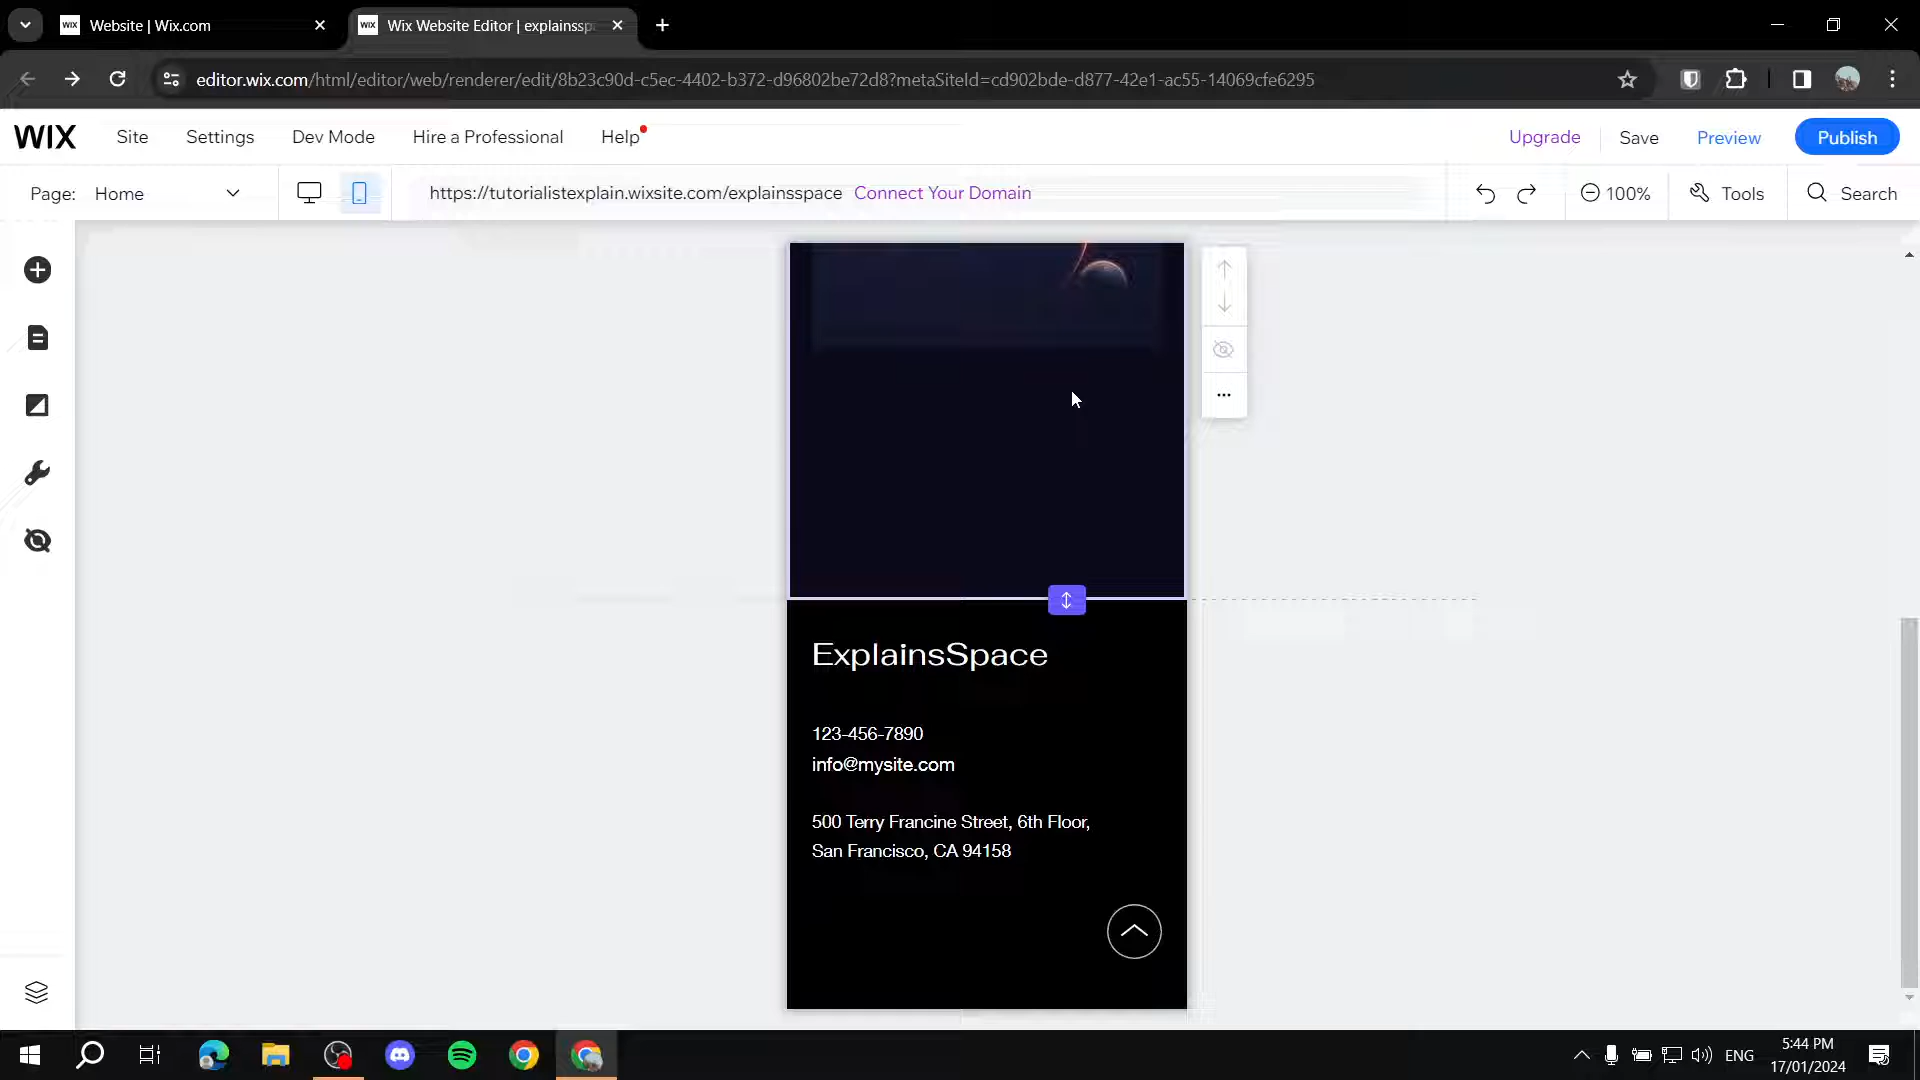 WIX Website | Wix.com
WIX Wix Website Editor | explainssp
editor.wix.com/html/editor/web/renderer/edit/8b23c90d-c5ec-4402-b372-d96802be72d8?metaSiteId=cd902bde-d877-42e1-ac55-14069cfe6295
WIX Site Settings Dev Mode Hire a Professional Help Upgrade Save Preview Publish
Page: Home https://tutorialistexplain.wixsite.com/explainsspace Connect Your Domain 100% Tools Search
ExplainsSpace
123-456-7890
info@mysite.com
500 Terry Francine Street, 6th Floor,
San Francisco, CA 94158
ENG
5:44 PM
17/01/2024